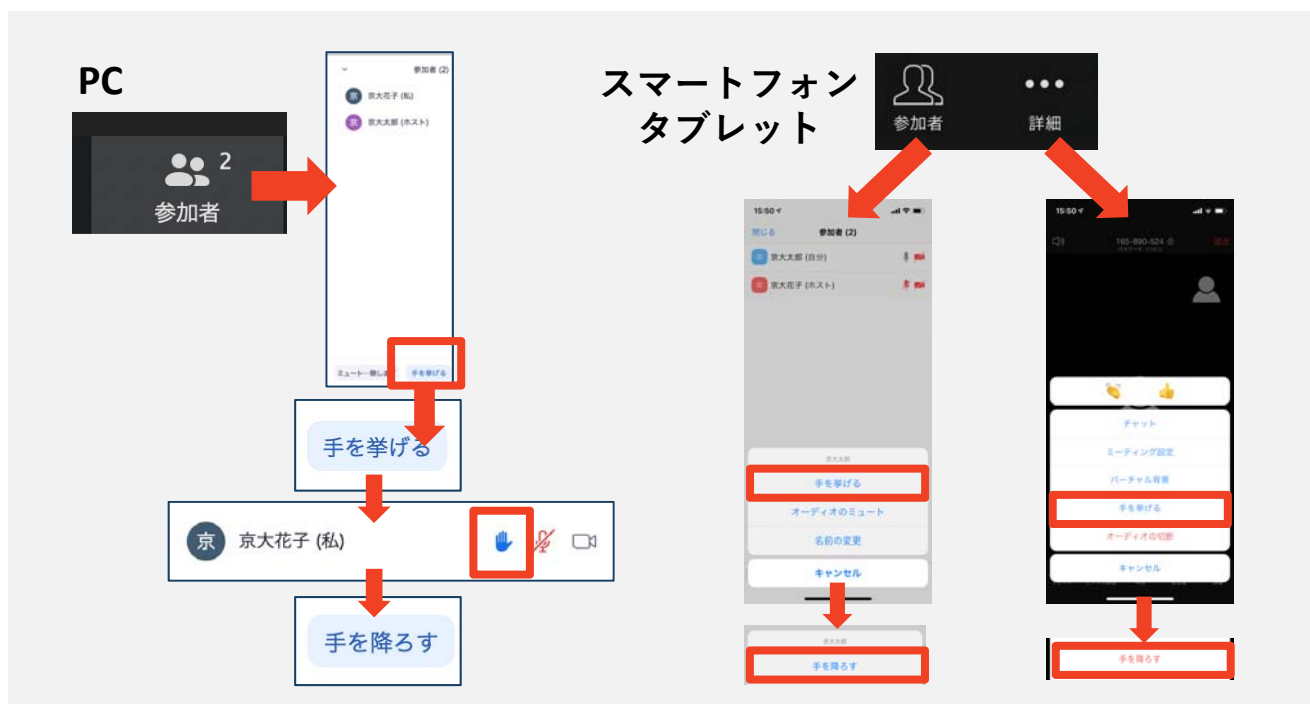 PC
2
参加者
参加者 (2)
京 京大花子 (私)
京 京大太郎 (ホスト)
手を挙げる
手を挙げる
京 京大花子 (私)
手を降ろす
スマートフォン
タブレット
参加者
詳細
15:50
閉じる 参加者 (2)
京大太郎 (自分)
京大花子 (ホスト)
京大太郎
手を挙げる
オーディオのミュート
名前の変更
キャンセル
京大太郎
手を降ろす
15:50
165-890-524
チャット
ミーティング設定
バーチャル背景
手を挙げる
オーディオの切断
キャンセル
手を降ろす